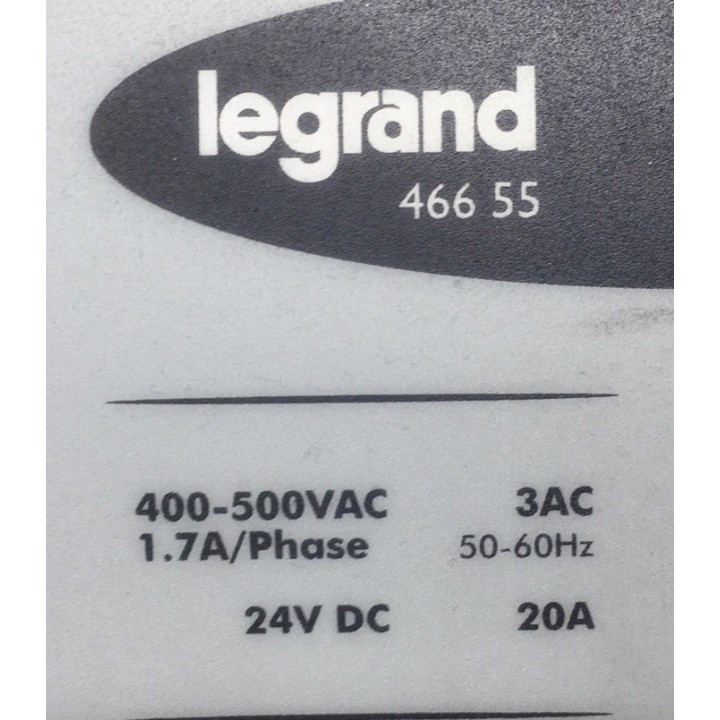 legrand
466 55
400-500VAC 3AC
1.7A/Phase 50-60Hz
24V DC 20A